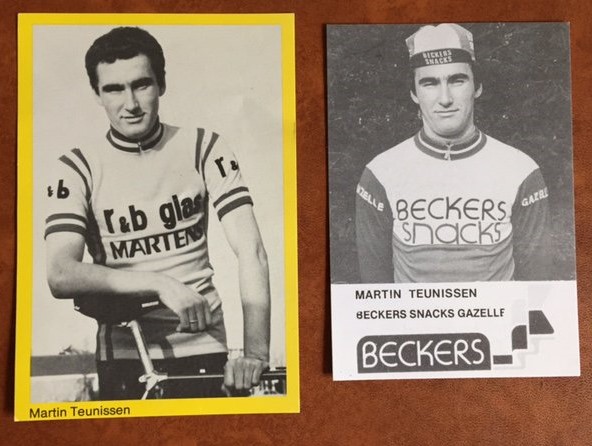 &b
r &
r&b glas
MARTENS
Martin Teunissen
BECKERS
SNACKS
GAZELLE
GAZELLE
BECKERS
snacks
MARTIN TEUNISSEN
BECKERS SNACKS GAZELLE
BECKERS